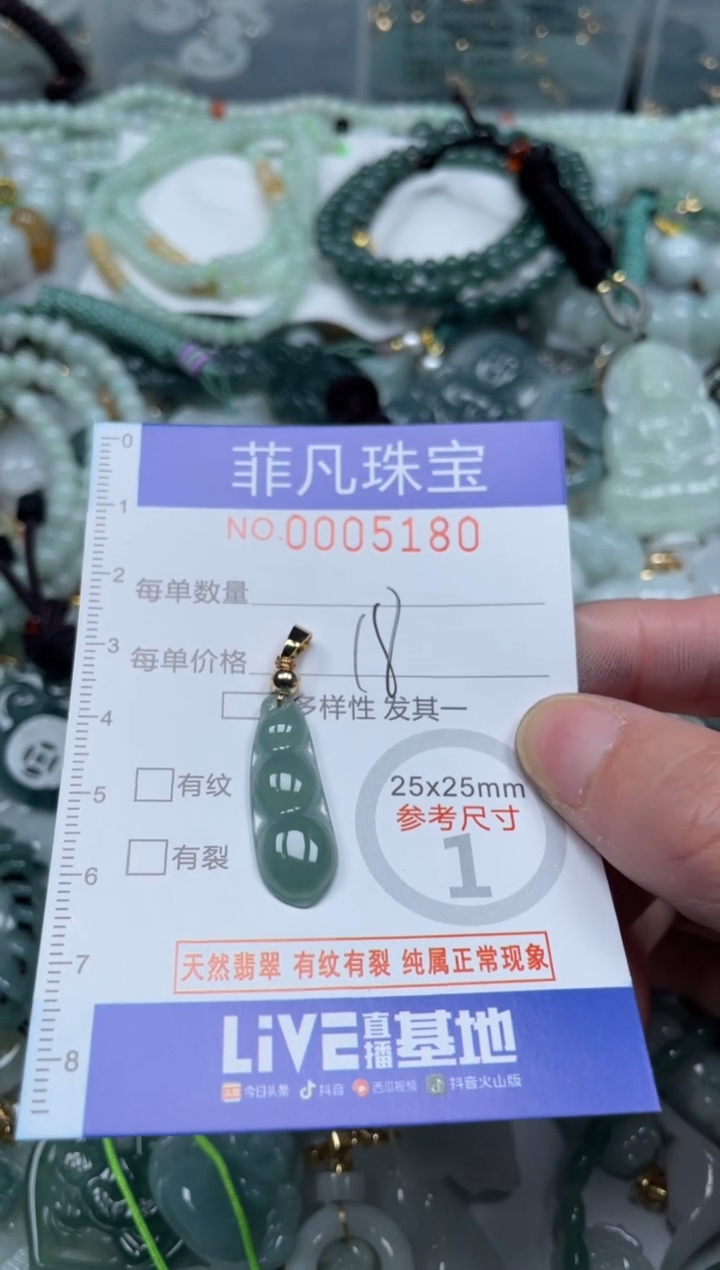 菲凡珠宝
NO.0005180
0
1
2
3
4
5
6
7
8
每单数量
每单价格 18
多样性 发其一
有纹
25x25mm
参考尺寸
1
有裂
天然翡翠 有纹有裂 纯属正常现象
LiVE直播基地
今日头条 抖音 西瓜视频 抖音火山版